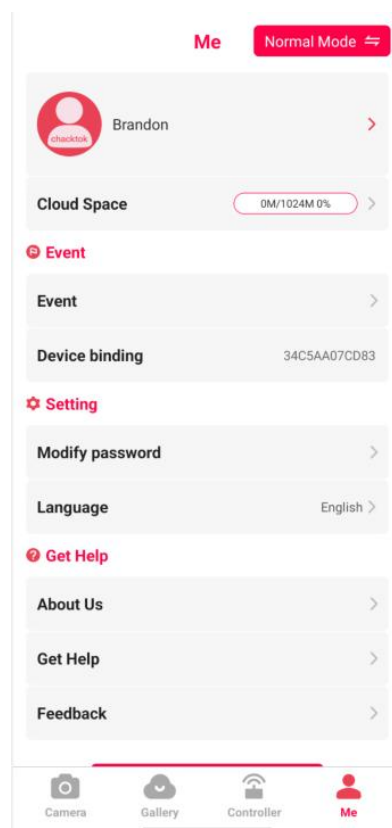 Me
Normal Mode
chacktok
Brandon
Cloud Space
0M/1024M 0%
Event
Event
Device binding
34C5AA07CD83
Setting
Modify password
Language
English
Get Help
About Us
Get Help
Feedback
Camera
Gallery
Controller
Me